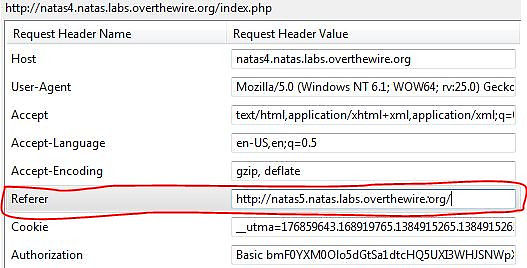 http://natas4.natas.labs.overthewire.org/index.php
Request Header Name Request Header Value
Host natas4.natas.labs.overthewire.org
User-Agent Mozilla/5.0 (Windows NT 6.1; WOW64; rv:25.0) Gecko
Accept text/html,application/xhtml+xml,application/xml;q=
Accept-Language en-US,en;q=0.5
Accept-Encoding gzip, deflate
Referer http://natas5.natas.labs.overthewire.org/
Cookie __utma=176859643.168919765.1384915265.1384915265.138491526
Authorization Basic bmF0YXM0Olo5dGtSa1dtcHQ5UXI3WHJSNWpX